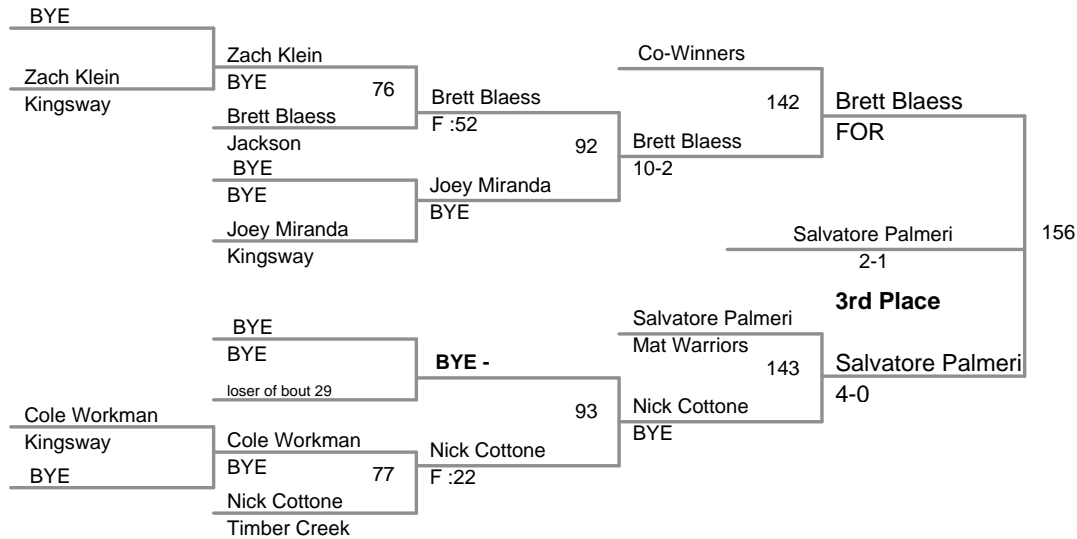 BYE
Zach Klein
Kingsway
Zach Klein
BYE
76
Brett Blaess
Jackson
BYE
BYE
Joey Miranda
Kingsway
Brett Blaess
F :52
92
Joey Miranda
BYE
Co-Winners
142
Brett Blaess
10-2
Brett Blaess
FOR
Salvatore Palmeri
2-1
156
3rd Place
BYE
BYE
loser of bout 29
BYE -
Cole Workman
Kingsway
BYE
Cole Workman
BYE
77
Nick Cottone
Timber Creek
93
Nick Cottone
F :22
Salvatore Palmeri
Mat Warriors
143
Nick Cottone
BYE
Salvatore Palmeri
4-0